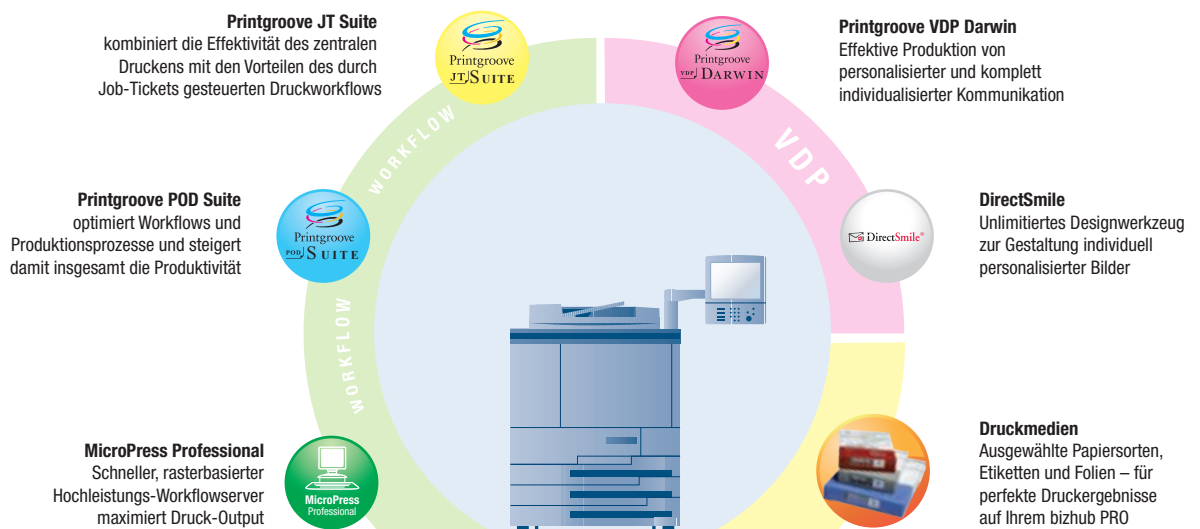 Printgroove JT Suite
kombiniert die Effektivität des zentralen
Druckens mit den Vorteilen des durch
Job-Tickets gesteuerten Druckworkflows
Printgroove
JT SUITE
Printgroove
VDP DARWIN
Printgroove VDP Darwin
Effektive Produktion von
personalisierter und komplett
individualisierter Kommunikation
WORKFLOW
VDP
Printgroove POD Suite
optimiert Workflows und
Produktionsprozesse und steigert
damit insgesamt die Produktivität
Printgroove
POD SUITE
DirectSmile®
DirectSmile
Unlimitiertes Designwerkzeug
zur Gestaltung individuell
personalisierter Bilder
WORKFLOW
MicroPress Professional
Schneller, rasterbasierter
Hochleistungs-Workflowserver
maximiert Druck-Output
MicroPress
Professional
Druckmedien
Ausgewählte Papiersorten,
Etiketten und Folien – für
perfekte Druckergebnisse
auf Ihrem bizhub PRO